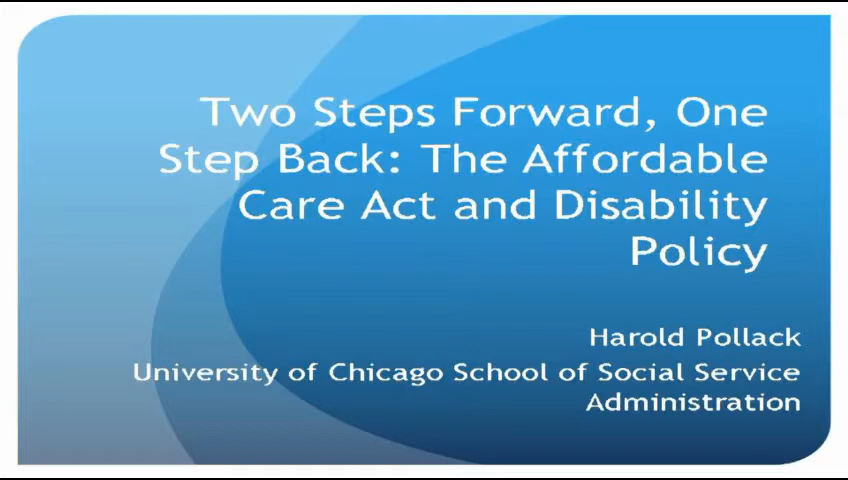 Two Steps Forward, One
Step Back: The Affordable
Care Act and Disability
Policy
Harold Pollack
University of Chicago School of Social Service
Administration